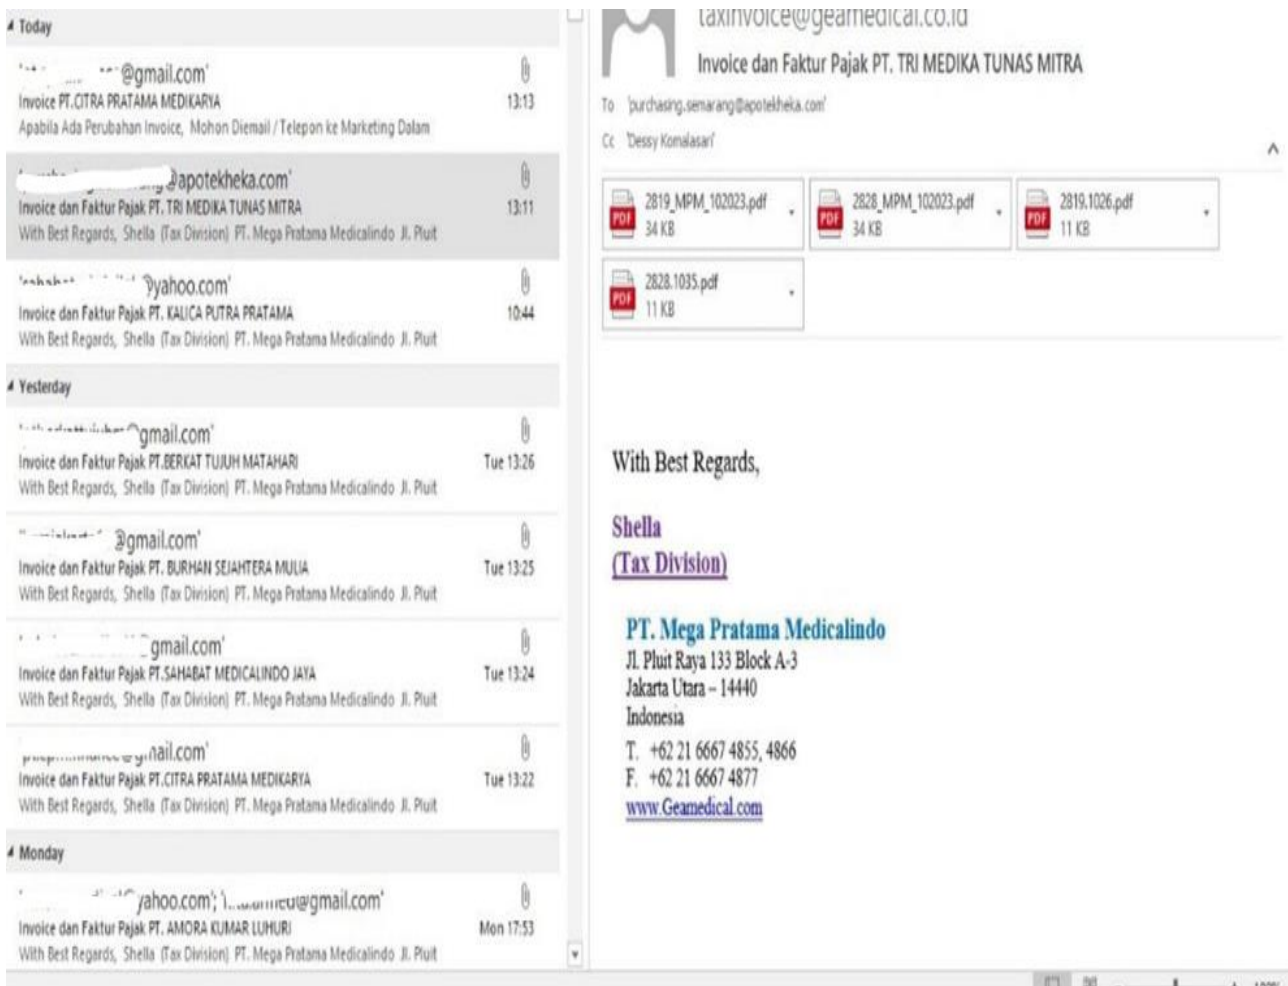 Today
@gmail.com'
Invoice PT.CITRA PRATAMA MEDIKARYA 13:13
Apabila Ada Perubahan Invoice, Mohon Diemail / Telepon ke Marketing Dalam
@apotekheka.com'
Invoice dan Faktur Pajak PT. TRI MEDIKA TUNAS MITRA 13:11
With Best Regards, Shella (Tax Division) PT. Mega Pratama Medicalindo Jl. Pluit
@yahoo.com'
Invoice dan Faktur Pajak PT. KALICA PUTRA PRATAMA 10:44
With Best Regards, Shella (Tax Division) PT. Mega Pratama Medicalindo Jl. Pluit
Yesterday
@gmail.com'
Invoice dan Faktur Pajak PT.BERKAT TUJUH MATAHARI Tue 13:26
With Best Regards, Shella (Tax Division) PT. Mega Pratama Medicalindo Jl. Pluit
@gmail.com'
Invoice dan Faktur Pajak PT. BURHAN SEJAHTERA MULIA Tue 13:25
With Best Regards, Shella (Tax Division) PT. Mega Pratama Medicalindo Jl. Pluit
gmail.com'
Invoice dan Faktur Pajak PT.SAHABAT MEDICALINDO JAYA Tue 13:24
With Best Regards, Shella (Tax Division) PT. Mega Pratama Medicalindo Jl. Pluit
gmail.com'
Invoice dan Faktur Pajak PT.CITRA PRATAMA MEDIKARYA Tue 13:22
With Best Regards, Shella (Tax Division) PT. Mega Pratama Medicalindo Jl. Pluit
Monday
yahoo.com'; @gmail.com'
Invoice dan Faktur Pajak PT. AMORA KUMAR LUHURI Mon 17:53
With Best Regards, Shella (Tax Division) PT. Mega Pratama Medicalindo Jl. Pluit
taxinvoice@geamedical.co.id
Invoice dan Faktur Pajak PT. TRI MEDIKA TUNAS MITRA
To 'purchasing.semarang@apotekheka.com'
Cc 'Dessy Komalasari'
2819_MPM_102023.pdf 2828_MPM_102023.pdf 2819.1026.pdf
34 KB 34 KB 11 KB
2828.1035.pdf
11 KB
With Best Regards,
Shella
(Tax Division)
PT. Mega Pratama Medicalindo
Jl. Pluit Raya 133 Block A-3
Jakarta Utara – 14440
Indonesia
T. +62 21 6667 4855, 4866
F. +62 21 6667 4877
www.Geamedical.com